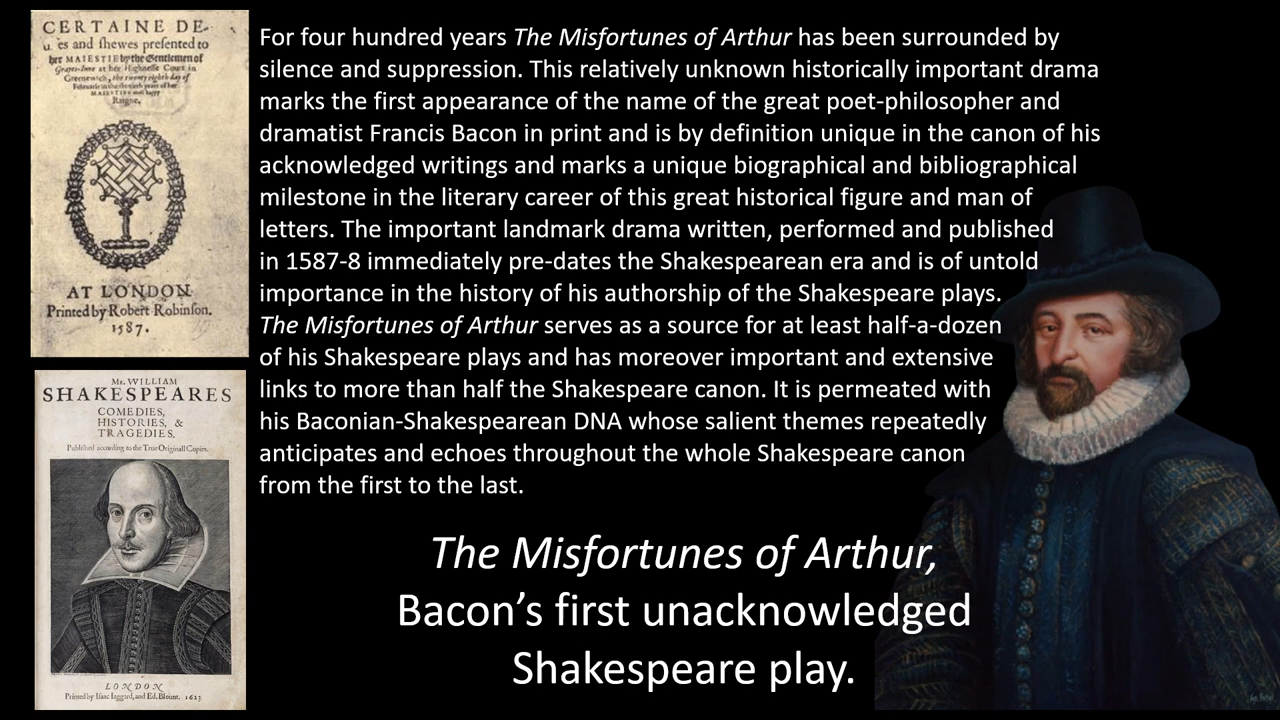 CERTAINE DE-
u es and shewes presented to
her MAIESTIE by the Gentlemen of
Grayes-Inne at her Highnesse Court in
Greenewich, the twenty eighth day of
Raigne.
AT LONDON
Printed by Robert Robinson.
1587.
Mr. WILLIAM
SHAKESPEARES
COMEDIES,
HISTORIES, &
TRAGEDIES.
Published according to the True Originall Copies.
LONDON
Printed by Isaac Iaggard, and Ed. Blount. 1623
For four hundred years The Misfortunes of Arthur has been surrounded by
silence and suppression. This relatively unknown historically important drama
marks the first appearance of the name of the great poet-philosopher and
dramatist Francis Bacon in print and is by definition unique in the canon of his
acknowledged writings and marks a unique biographical and bibliographical
milestone in the literary career of this great historical figure and man of
letters. The important landmark drama written, performed and published
in 1587-8 immediately pre-dates the Shakespearean era and is of untold
importance in the history of his authorship of the Shakespeare plays.
The Misfortunes of Arthur serves as a source for at least half-a-dozen
of his Shakespeare plays and has moreover important and extensive
links to more than half the Shakespeare canon. It is permeated with
his Baconian-Shakespearean DNA whose salient themes repeatedly
anticipates and echoes throughout the whole Shakespeare canon
from the first to the last.
The Misfortunes of Arthur,
Bacon's first unacknowledged
Shakespeare play.